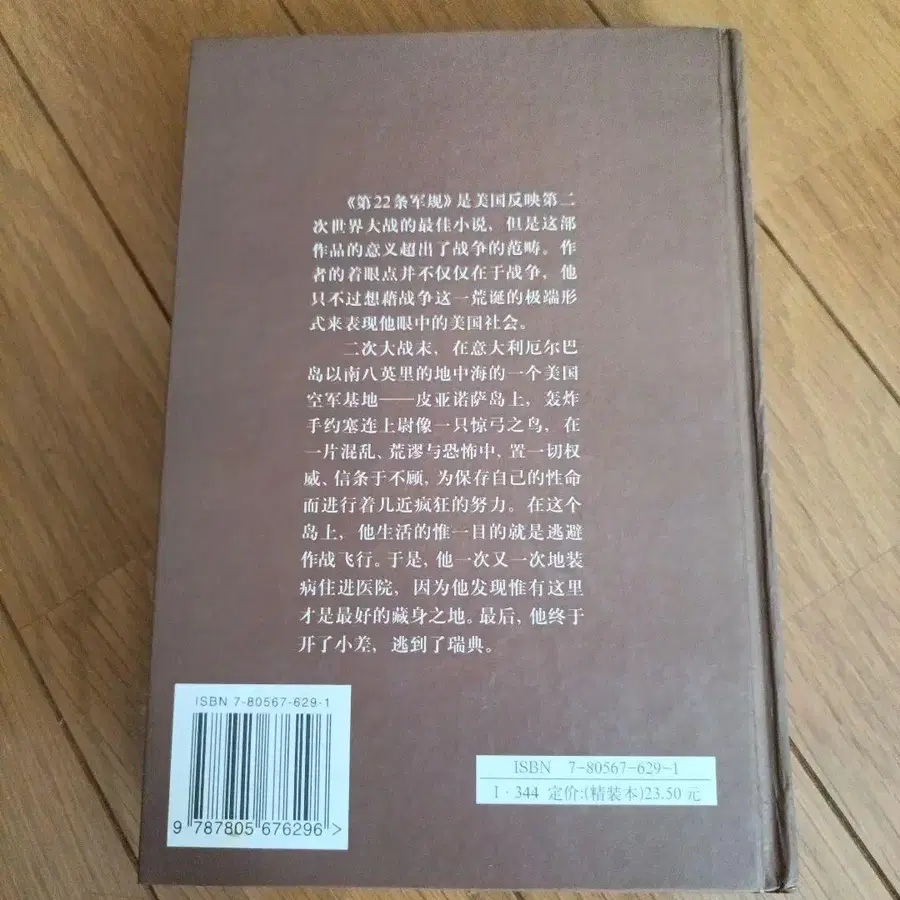 《第22条军规》是美国反映第二
次世界大战的最佳小说，但是这部
作品的意义超出了战争的范畴。作
者的着眼点并不仅仅在于战争，他
只不过想藉战争这一荒诞的极端形
式来表现他眼中的美国社会。
二次大战末，在意大利厄尔巴
岛以南八英里的地中海的一个美国
空军基地——皮亚诺萨岛上，轰炸
手约塞连上尉像一只惊弓之鸟，在
一片混乱、荒谬与恐怖中，置一切权
威、信条于不顾，为保存自己的性命
而进行着几近疯狂的努力。在这个
岛上，他生活的惟一目的就是逃避
作战飞行。于是，他一次又一次地装
病住进医院，因为他发现惟有这里
才是最好的藏身之地。最后，他终于
开了小差，逃到了瑞典。
ISBN 7-80567-629-1
9 787805 676296 >
ISBN 7-80567-629-1
I·344 定价:(精装本)23.50 元